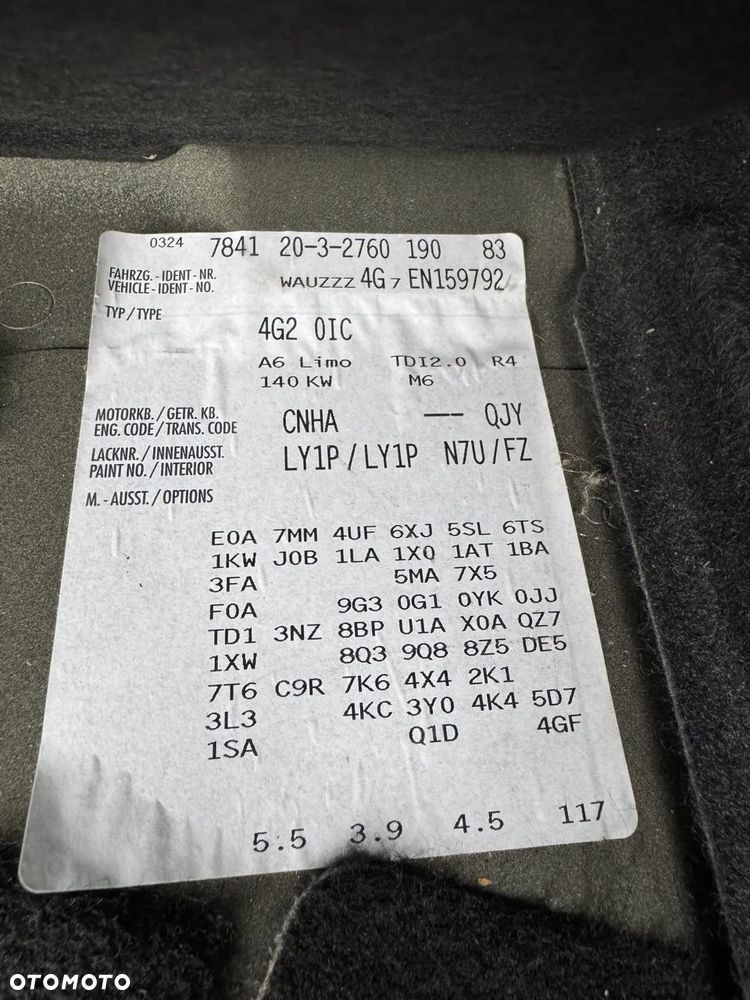 0324 7841 20-3-2760 190 83
FAHRZG.-IDENT-NR.
VEHICLE-IDENT-NO. WAUZZZ 4G7 EN159792
TYP/TYPE
4G2 0IC
A6 Limo TDI2.0 R4
140 KW M6
MOTORKB./GETR. KB.
ENG. CODE/TRANS. CODE CNHA --- QJY
LACKNR./INNENAUSST.
PAINT NO./INTERIOR LY1P/LY1P N7U/FZ
M.-AUSST./OPTIONS
E0A 7MM 4UF 6XJ 5SL 6TS
1KW J0B 1LA 1X0 1AT 1BA
3FA 5MA 7X5
F0A 9G3 0G1 0YK 0JJ
TD1 3NZ 8BP U1A X0A QZ7
1XW 8Q3 9Q8 8Z5 DE5
7T6 C9R 7K6 4X4 2K1
3L3 4KC 3Y0 4K4 5D7
1SA Q1D 4GF
5.5 3.9 4.5 117
OTOMOTO